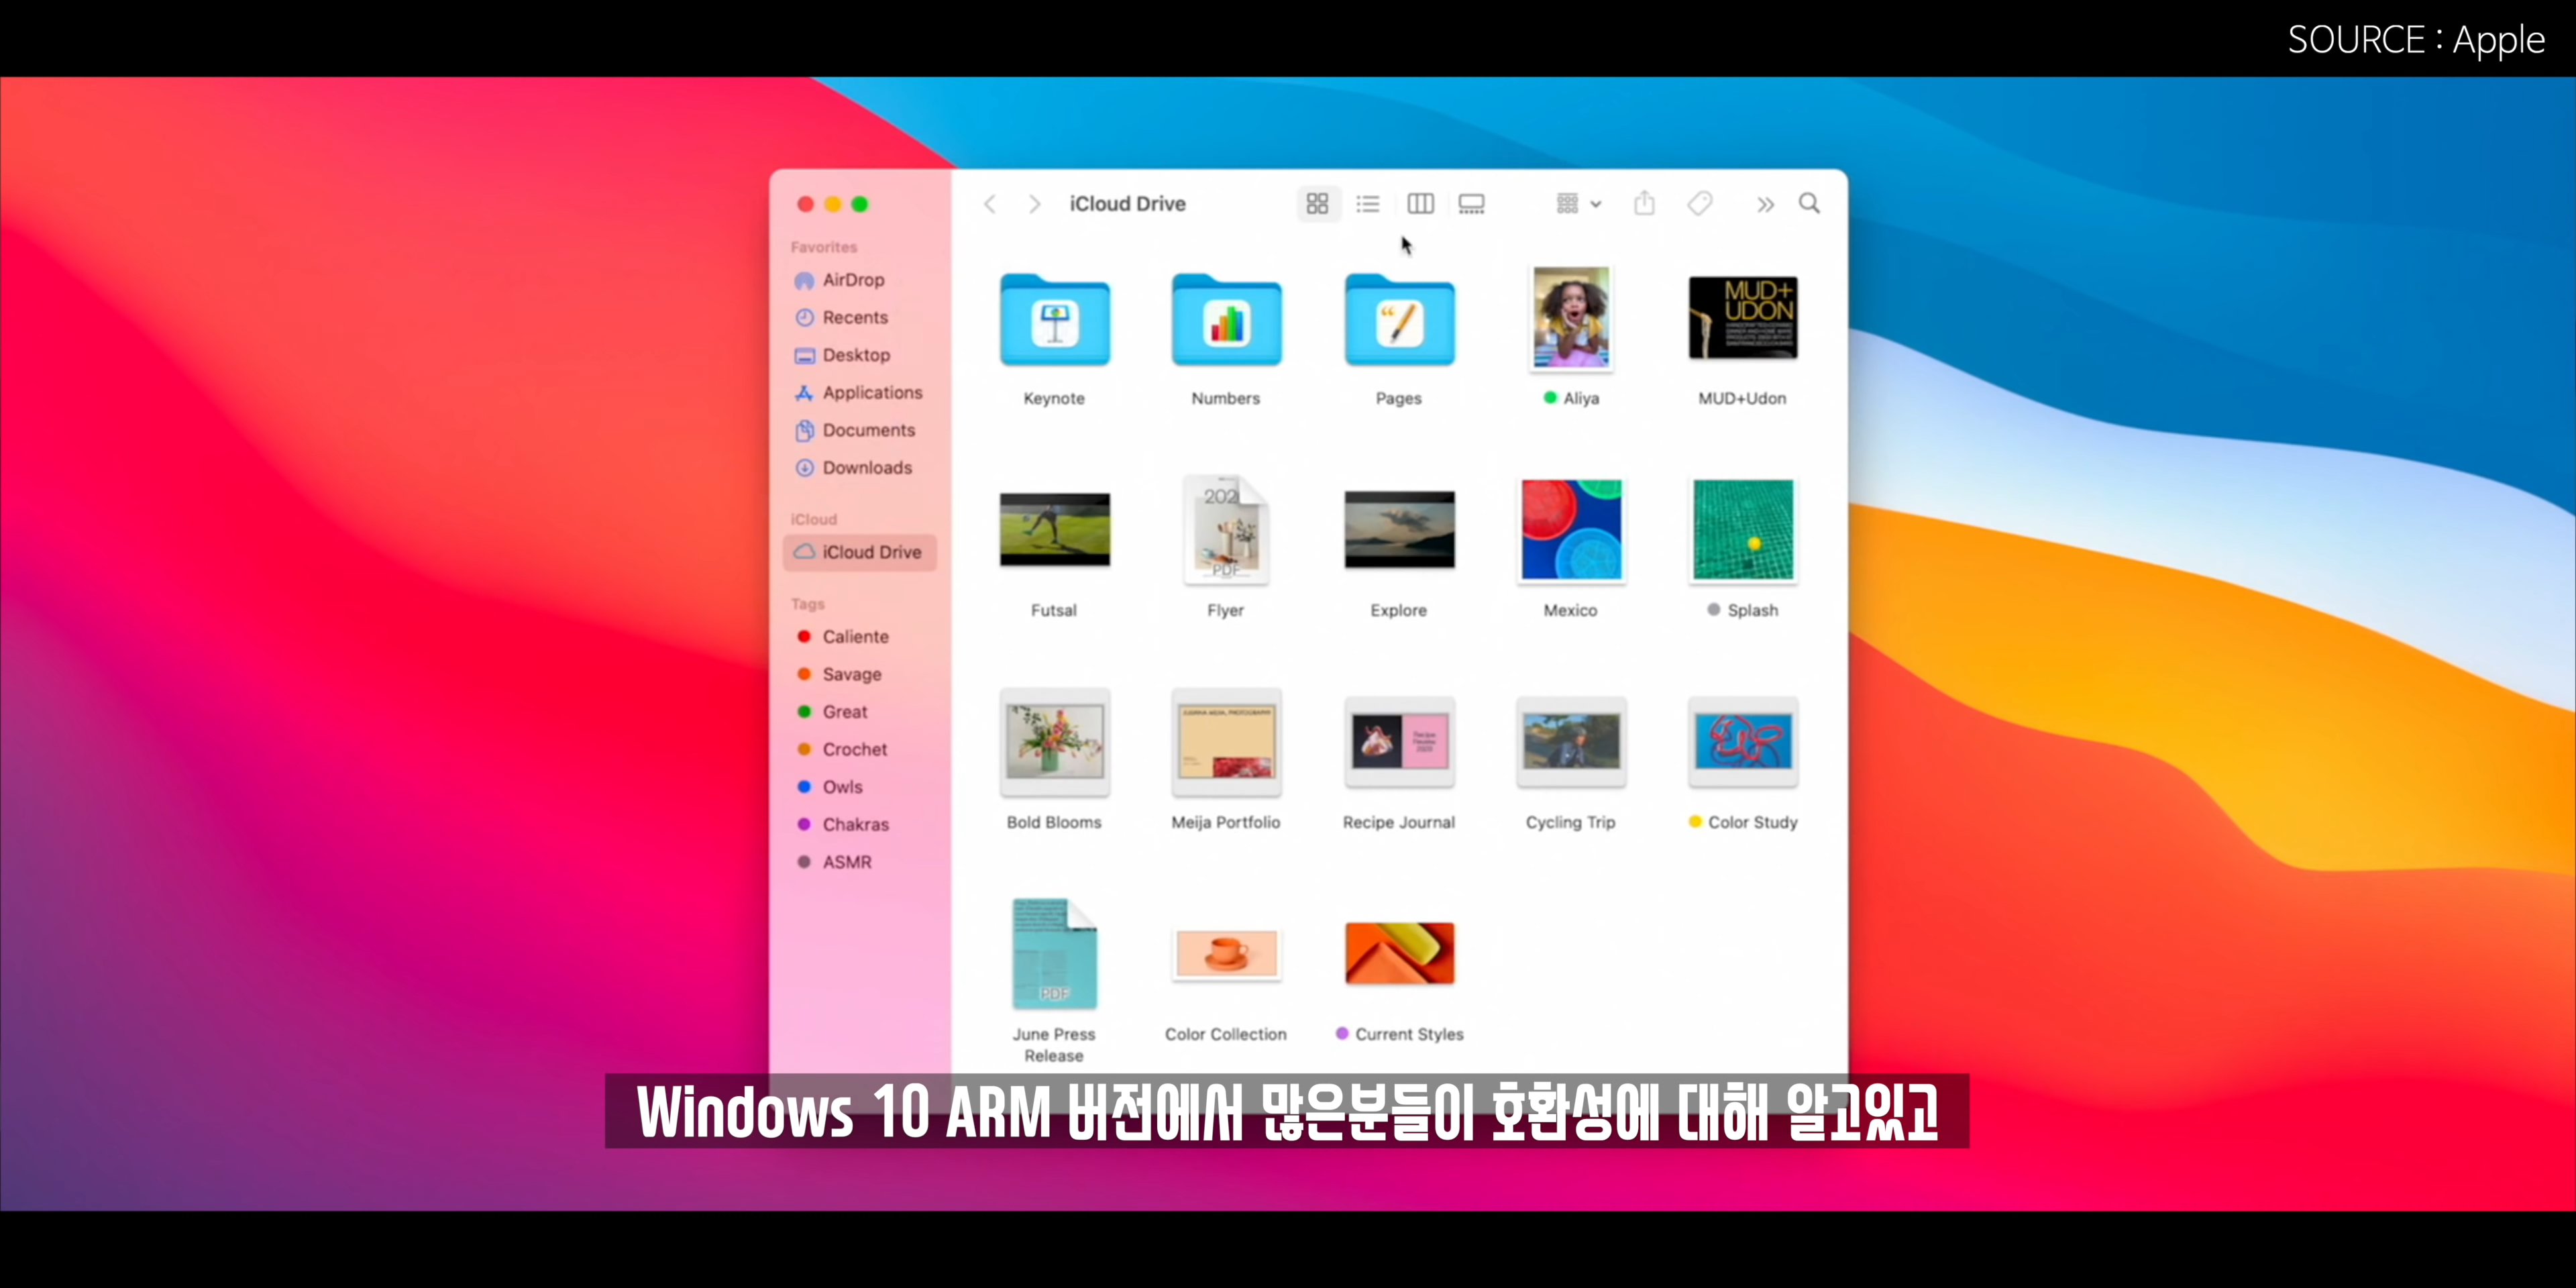 SOURCE : Apple
iCloud Drive
Favorites
AirDrop
Recents
Desktop
Applications
Documents
Downloads
iCloud
iCloud Drive
Tags
Caliente
Savage
Great
Crochet
Owls
Chakras
ASMR
MUD+
UDON
Keynote
Numbers
Pages
Aliya
MUD+Udon
PDF
Futsal
Flyer
Explore
Mexico
Splash
Bold Blooms
Meija Portfolio
Recipe Journal
Cycling Trip
Color Study
PDF
June Press
Release
Color Collection
Current Styles
Windows 10 ARM 버전에서 많은분들이 호환성에 대해 알고있고